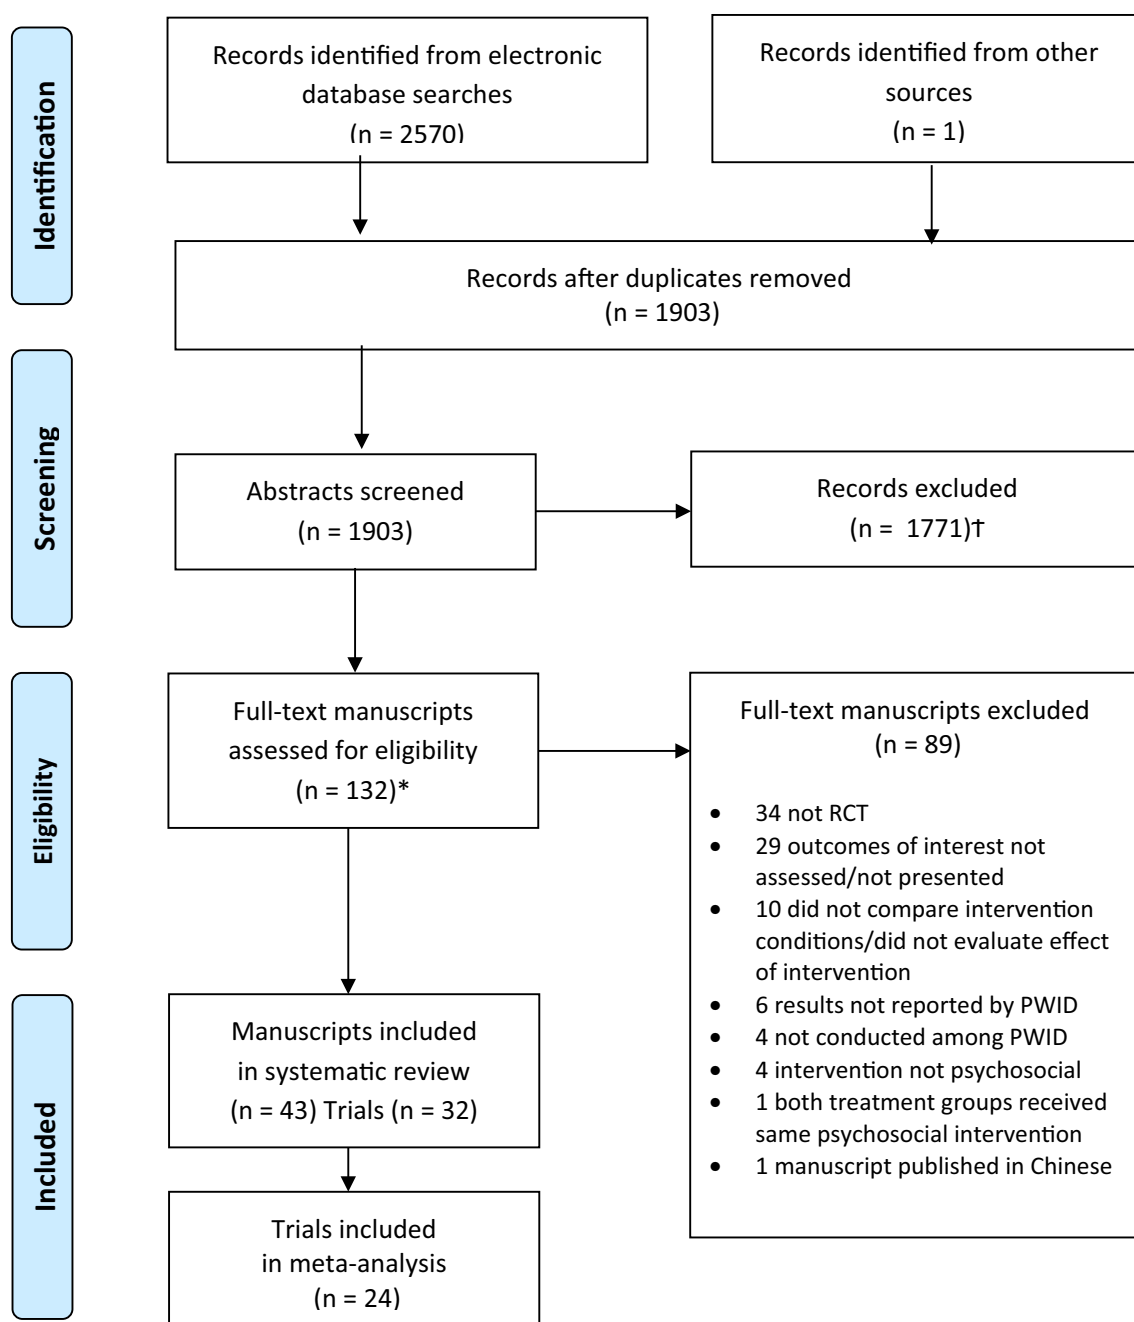 Identification
Records identified from electronic
database searches
(n = 2570)
Records identified from other
sources
(n = 1)
Records after duplicates removed
(n = 1903)
Screening
Abstracts screened
(n = 1903)
Records excluded
(n =  1771)†
Eligibility
Full-text manuscripts
assessed for eligibility
(n = 132)*
Full-text manuscripts excluded
(n = 89)
• 34 not RCT
• 29 outcomes of interest not
assessed/not presented
• 10 did not compare intervention
conditions/did not evaluate effect
of intervention
• 6 results not reported by PWID
• 4 not conducted among PWID
• 4 intervention not psychosocial
• 1 both treatment groups received
same psychosocial intervention
• 1 manuscript published in Chinese
Included
Manuscripts included
in systematic review
(n = 43) Trials (n = 32)
Trials included
in meta-analysis
(n = 24)